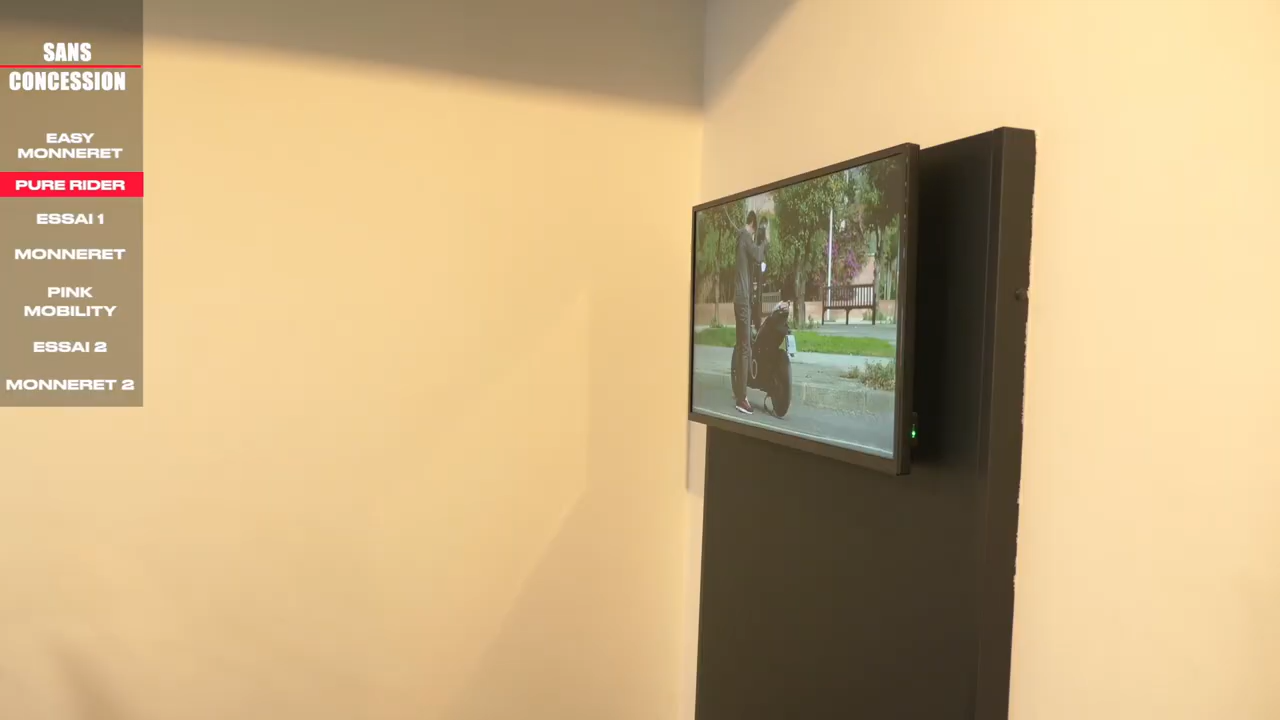 SANS
CONCESSION
EASY
MONNERET
PURE RIDER
ESSAI 1
MONNERET
PINK
MOBILITY
ESSAI 2
MONNERET 2